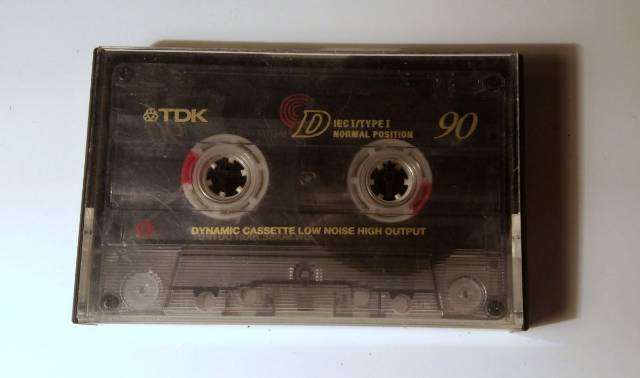 TDK
D IEC I/TYPE I
NORMAL POSITION
90
DYNAMIC CASSETTE LOW NOISE HIGH OUTPUT